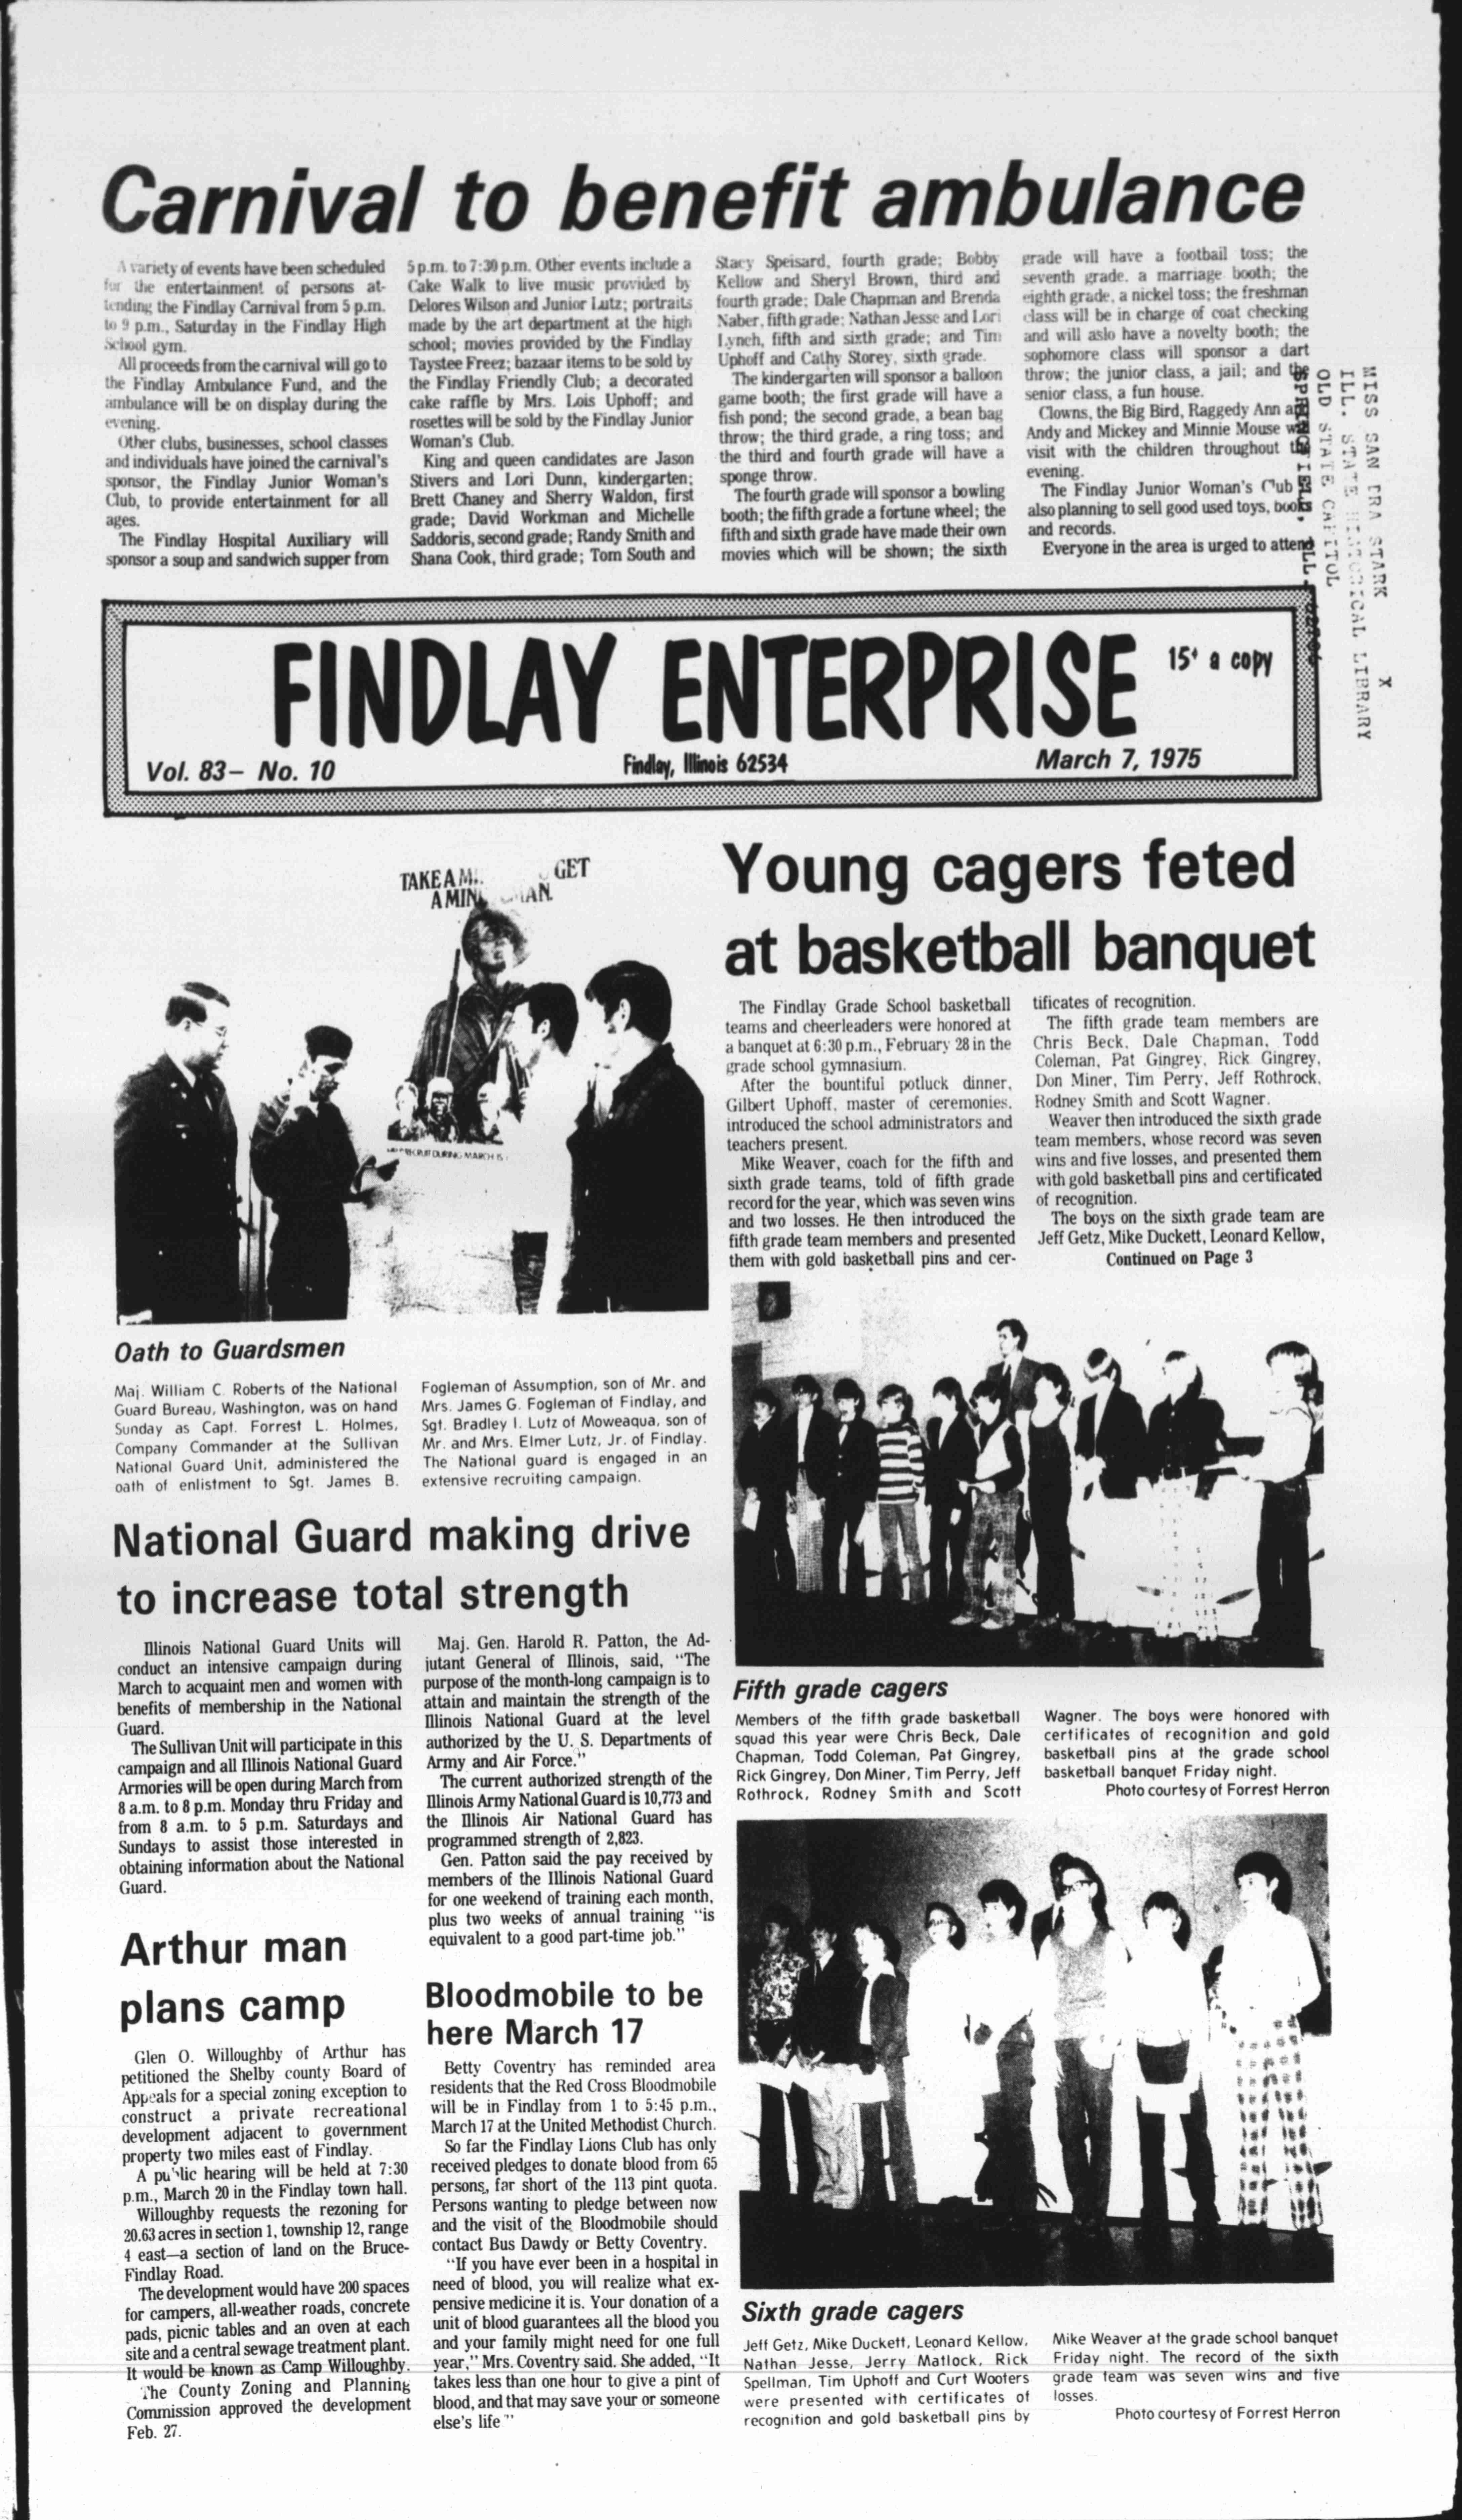 Carnival to benefit ambulance
A variety of events have been scheduled
for the entertainment of persons at-
tending the Findlay Carnival from 5 p.m.
to 9 p.m., Saturday in the Findlay High
School gym.
All proceeds from the carnival will go to
the Findlay Ambulance Fund, and the
ambulance will be on display during the
evening.
Other clubs, businesses, school classes
and individuals have joined the carnival's
sponsor, the Findlay Junior Woman's
Club, to provide entertainment for all
ages.
The Findlay Hospital Auxiliary will
sponsor a soup and sandwich supper from
5 p.m. to 7:30 p.m. Other events include a
Cake Walk to live music provided by
Delores Wilson and Junior Lutz; portraits
made by the art department at the high
school; movies provided by the Findlay
Taystee Freez; bazaar items to be sold by
the Findlay Friendly Club; a decorated
cake raffle by Mrs. Lois Uphoff; and
rosettes will be sold by the Findlay Junior
Woman's Club.
King and queen candidates are Jason
Stivers and Lori Dunn, kindergarten;
Brett Chaney and Sherry Waldon, first
grade; David Workman and Michelle
Saddoris, second grade; Randy Smith and
Shana Cook, third grade; Tom South and
Stacy Speisard, fourth grade; Bobby
Kellow and Sheryl Brown, third and
fourth grade; Dale Chapman and Brenda
Naber, fifth grade; Nathan Jesse and Lori
Lynch, fifth and sixth grade; and Tim
Uphoff and Cathy Storey, sixth grade.
The kindergarten will sponsor a balloon
game booth; the first grade will have a
fish pond; the second grade, a bean bag
throw; the third grade, a ring toss; and
the third and fourth grade will have a
sponge throw.
The fourth grade will sponsor a bowling
booth; the fifth grade a fortune wheel; the
fifth and sixth grade have made their own
movies which will be shown; the sixth
grade will have a football toss; the
seventh grade, a marriage booth; the
eighth grade, a nickel toss; the freshman
class will be in charge of coat checking
and will aslo have a novelty booth; the
sophomore class will sponsor a dart
throw; the junior class, a jail; and the
senior class, a fun house.
Clowns, the Big Bird, Raggedy Ann a
Andy and Mickey and Minnie Mouse w
visit with the children throughout
evening.
The Findlay Junior Woman's Club is
also planning to sell good used toys, books
and records.
Everyone in the area is urged to attend
X
MISS SAN FRA STARK
ILL. STATE HISTORICAL LIBRARY
OLD STATE CAPITOL
SPRINGFIELD, ILL
FINDLAY ENTERPRISE
15¢ a copy
Vol. 83– No. 10
Findlay, Illinois 62534
March 7, 1975
TAKE A MI GET
A MIN MAN.
RECRUIT DURING MARCH IS
Oath to Guardsmen
Maj. William C. Roberts of the National
Guard Bureau, Washington, was on hand
Sunday as Capt. Forrest L. Holmes,
Company Commander at the Sullivan
National Guard Unit, administered the
oath of enlistment to Sgt. James B.
Fogleman of Assumption, son of Mr. and
Mrs. James G. Fogleman of Findlay, and
Sgt. Bradley I. Lutz of Moweaqua, son of
Mr. and Mrs. Elmer Lutz, Jr. of Findlay.
The National guard is engaged in an
extensive recruiting campaign.
National Guard making drive
to increase total strength
Illinois National Guard Units will
conduct an intensive campaign during
March to acquaint men and women with
benefits of membership in the National
Guard.
The Sullivan Unit will participate in this
campaign and all Illinois National Guard
Armories will be open during March from
8 a.m. to 8 p.m. Monday thru Friday and
from 8 a.m. to 5 p.m. Saturdays and
Sundays to assist those interested in
obtaining information about the National
Guard.
Maj. Gen. Harold R. Patton, the Ad-
jutant General of Illinois, said, "The
purpose of the month-long campaign is to
attain and maintain the strength of the
Illinois National Guard at the level
authorized by the U. S. Departments of
Army and Air Force."
The current authorized strength of the
Illinois Army National Guard is 10,773 and
the Illinois Air National Guard has
programmed strength of 2,823.
Gen. Patton said the pay received by
members of the Illinois National Guard
for one weekend of training each month,
plus two weeks of annual training "is
equivalent to a good part-time job."
Arthur man
plans camp
Glen O. Willoughby of Arthur has
petitioned the Shelby county Board of
Appeals for a special zoning exception to
construct a private recreational
development adjacent to government
property two miles east of Findlay.
A public hearing will be held at 7:30
p.m., March 20 in the Findlay town hall.
Willoughby requests the rezoning for
20.63 acres in section 1, township 12, range
4 east—a section of land on the Bruce-
Findlay Road.
The development would have 200 spaces
for campers, all-weather roads, concrete
pads, picnic tables and an oven at each
site and a central sewage treatment plant.
It would be known as Camp Willoughby.
The County Zoning and Planning
Commission approved the development
Feb. 27.
Bloodmobile to be
here March 17
Betty Coventry has reminded area
residents that the Red Cross Bloodmobile
will be in Findlay from 1 to 5:45 p.m.,
March 17 at the United Methodist Church.
So far the Findlay Lions Club has only
received pledges to donate blood from 65
persons, far short of the 113 pint quota.
Persons wanting to pledge between now
and the visit of the Bloodmobile should
contact Bus Dawdy or Betty Coventry.
"If you have ever been in a hospital in
need of blood, you will realize what ex-
pensive medicine it is. Your donation of a
unit of blood guarantees all the blood you
and your family might need for one full
year," Mrs. Coventry said. She added, "It
takes less than one hour to give a pint of
blood, and that may save your or someone
else's life"
Young cagers feted
at basketball banquet
The Findlay Grade School basketball
teams and cheerleaders were honored at
a banquet at 6:30 p.m., February 28 in the
grade school gymnasium.
After the bountiful potluck dinner,
Gilbert Uphoff, master of ceremonies,
introduced the school administrators and
teachers present.
Mike Weaver, coach for the fifth and
sixth grade teams, told of fifth grade
record for the year, which was seven wins
and two losses. He then introduced the
fifth grade team members and presented
them with gold basketball pins and cer-
tificates of recognition.
The fifth grade team members are
Chris Beck, Dale Chapman, Todd
Coleman, Pat Gingrey, Rick Gingrey,
Don Miner, Tim Perry, Jeff Rothrock,
Rodney Smith and Scott Wagner.
Weaver then introduced the sixth grade
team members, whose record was seven
wins and five losses, and presented them
with gold basketball pins and certificated
of recognition.
The boys on the sixth grade team are
Jeff Getz, Mike Duckett, Leonard Kellow,
Continued on Page 3
Fifth grade cagers
Members of the fifth grade basketball
squad this year were Chris Beck, Dale
Chapman, Todd Coleman, Pat Gingrey,
Rick Gingrey, Don Miner, Tim Perry, Jeff
Rothrock, Rodney Smith and Scott
Wagner. The boys were honored with
certificates of recognition and gold
basketball pins at the grade school
basketball banquet Friday night.
Photo courtesy of Forrest Herron
Sixth grade cagers
Jeff Getz, Mike Duckett, Leonard Kellow,
Nathan Jesse, Jerry Matlock, Rick
Spellman, Tim Uphoff and Curt Wooters
were presented with certificates of
recognition and gold basketball pins by
Mike Weaver at the grade school banquet
Friday night. The record of the sixth
grade team was seven wins and five
losses.
Photo courtesy of Forrest Herron